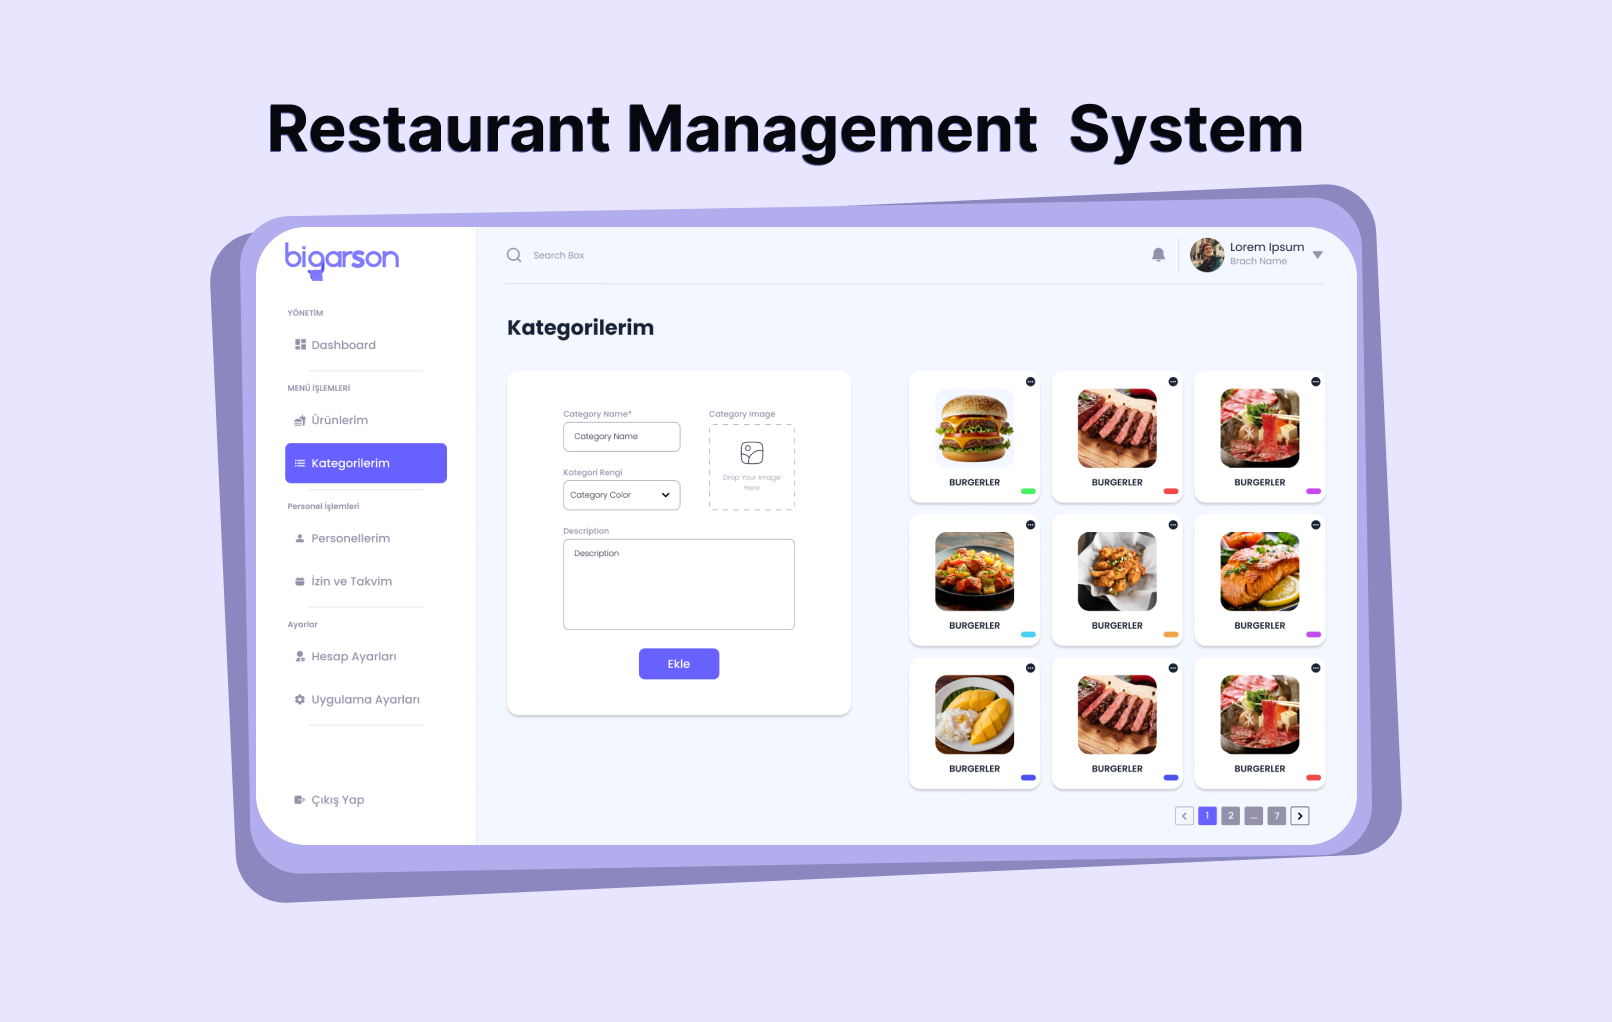 Restaurant Management System
bigarson
Search Box
Lorem Ipsum
Brach Name
YÖNETİM
Dashboard
MENÜ İŞLEMLERİ
Ürünlerim
Kategorilerim
Personel işlemleri
Personellerim
İzin ve Takvim
Ayarlar
Hesap Ayarları
Uygulama Ayarları
Çıkış Yap
Kategorilerim
Category Name*
Category Name
Kategori Rengi
Category Color
Category Image
Drop Your Image
Here
Description
Description
Ekle
BURGERLER
BURGERLER
BURGERLER
BURGERLER
BURGERLER
BURGERLER
BURGERLER
BURGERLER
BURGERLER
1 2 ... 7